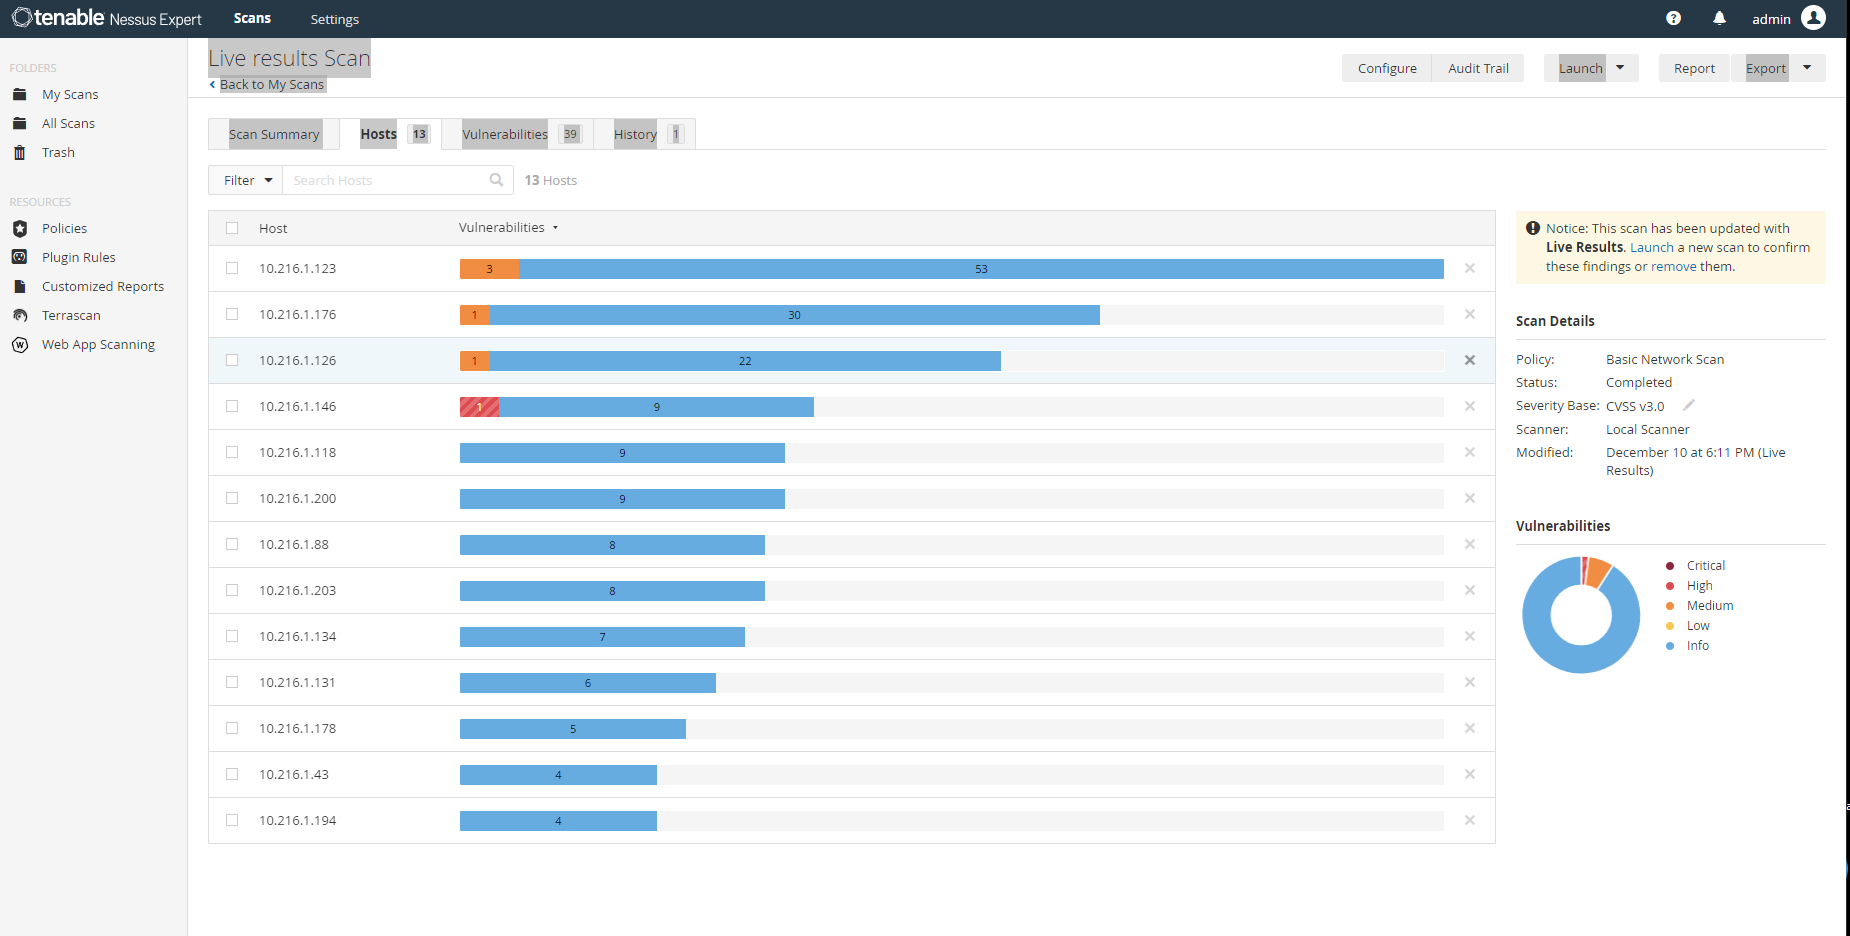 tenable Nessus Expert Scans Settings ? admin
FOLDERS
My Scans
All Scans
Trash
RESOURCES
Policies
Plugin Rules
Customized Reports
Terrascan
W Web App Scanning
Live results Scan
Back to My Scans
Configure Audit Trail Launch Report Export
Scan Summary Hosts 13 Vulnerabilities 39 History 1
Filter Search Hosts 13 Hosts
Host Vulnerabilities
10.216.1.123 3 53
10.216.1.176 1 30
10.216.1.126 1 22
10.216.1.146 1 9
10.216.1.118 9
10.216.1.200 9
10.216.1.88 8
10.216.1.203 8
10.216.1.134 7
10.216.1.131 6
10.216.1.178 5
10.216.1.43 4
10.216.1.194 4
Notice: This scan has been updated with
Live Results. Launch a new scan to confirm
these findings or remove them.
Scan Details
Policy: Basic Network Scan
Status: Completed
Severity Base: CVSS v3.0
Scanner: Local Scanner
Modified: December 10 at 6:11 PM (Live
Results)
Vulnerabilities
Critical
High
Medium
Low
Info